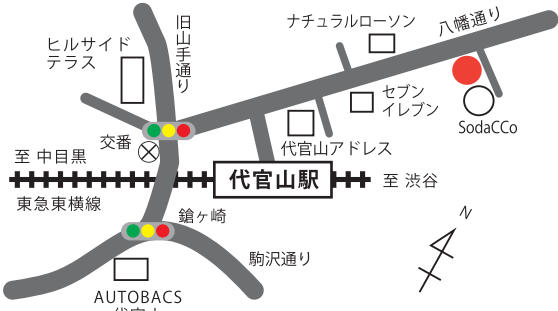 ナチュラルローソン
八幡通り
旧山手通り
ヒルサイド
テラス
セブン
イレブン
SodaCCo
交番
代官山アドレス
至 中目黒
代官山駅
至 渋谷
東急東横線
鎗ヶ崎
N
駒沢通り
AUTOBACS